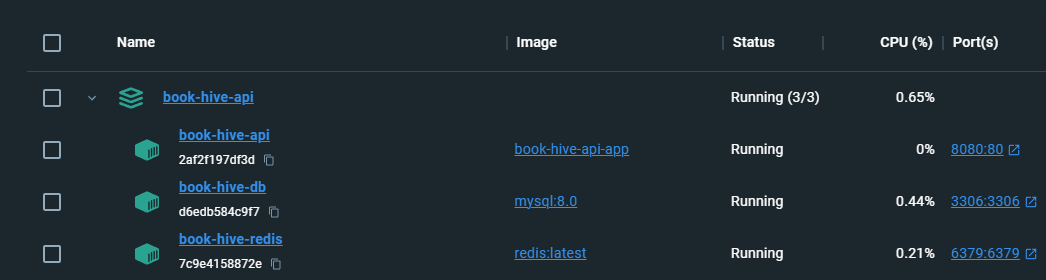 Name Image Status CPU (%) Port(s)
book-hive-api Running (3/3) 0.65%
book-hive-api
2af2f197df3d book-hive-api-app Running 0% 8080:80
book-hive-db
d6edb584c9f7 mysql:8.0 Running 0.44% 3306:3306
book-hive-redis
7c9e4158872e redis:latest Running 0.21% 6379:6379